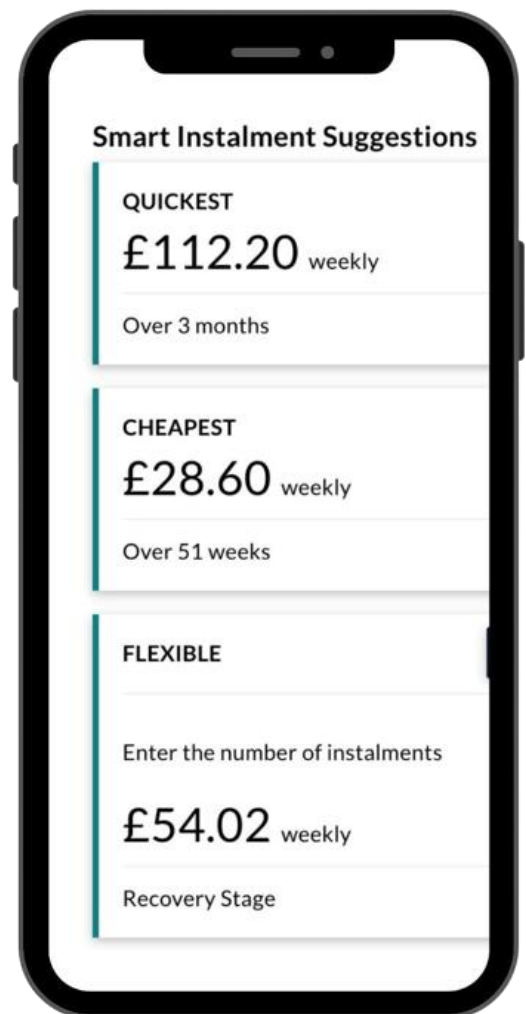 Smart Instalment Suggestions
QUICKEST
£112.20 weekly
Over 3 months
CHEAPEST
£28.60 weekly
Over 51 weeks
FLEXIBLE
Enter the number of instalments
£54.02 weekly
Recovery Stage